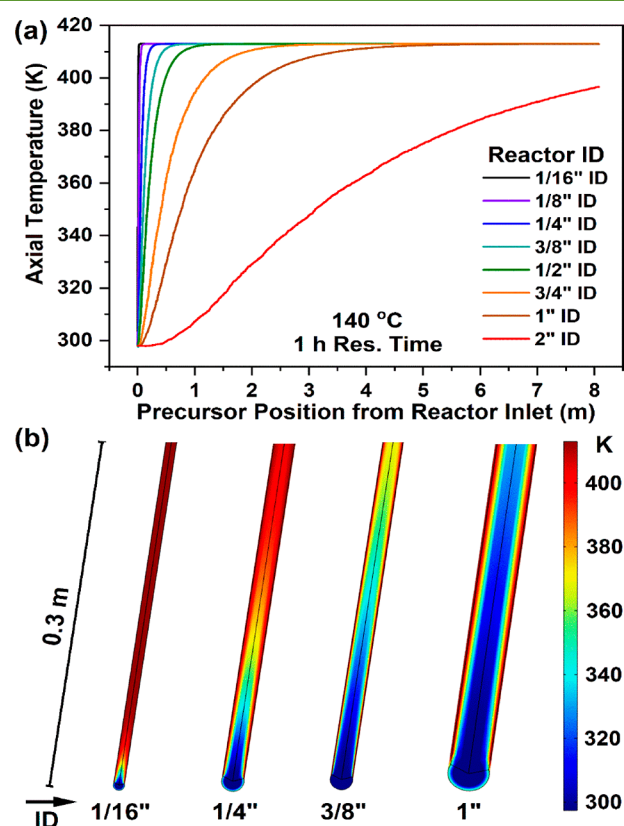 (a)
420
400
380
360
340
320
300
Axial Temperature (K)
Reactor ID
1/16" ID
1/8" ID
1/4" ID
3/8" ID
1/2" ID
3/4" ID
1" ID
2" ID
140 °C
1 h Res. Time
0 1 2 3 4 5 6 7 8
Precursor Position from Reactor Inlet (m)
(b)
K
400
380
360
340
320
300
0.3 m
ID
1/16" 1/4" 3/8" 1"